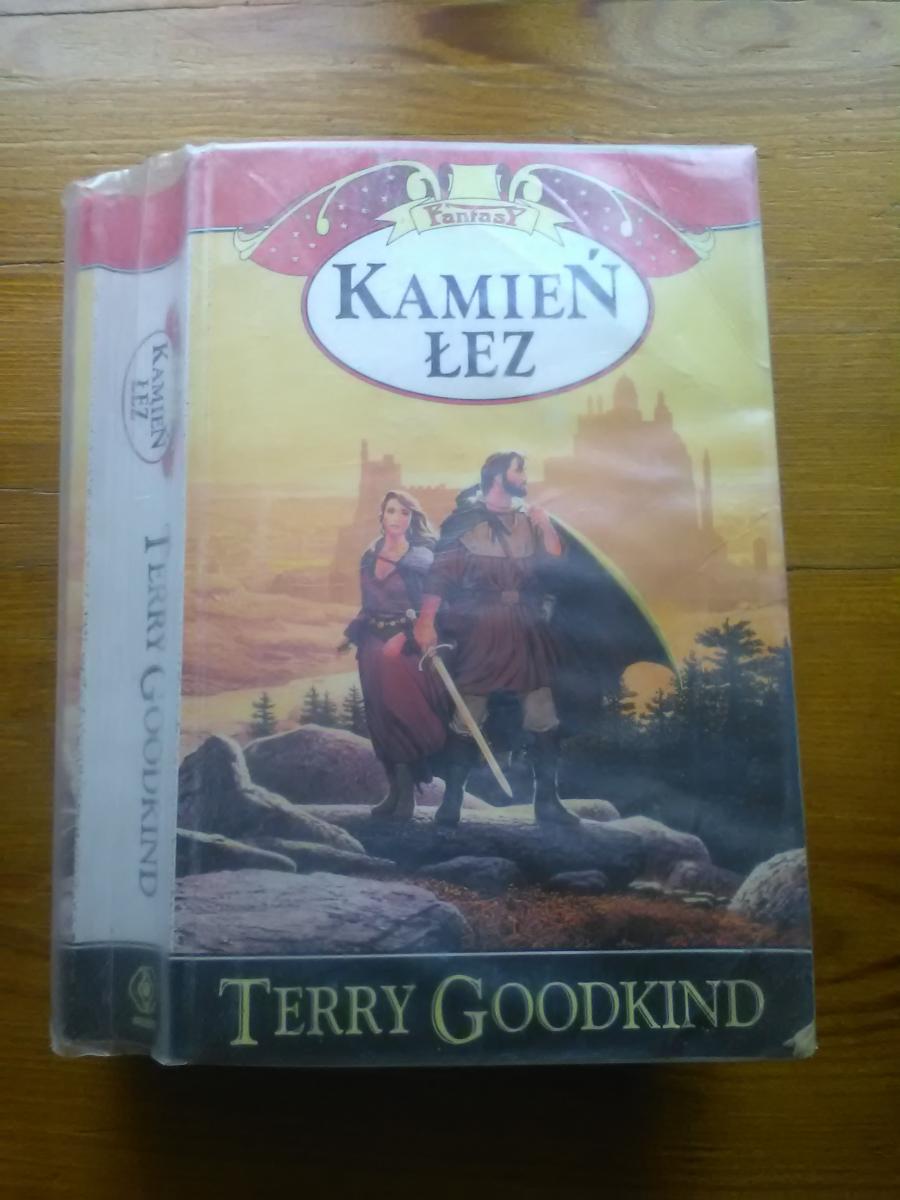 Fantasy
KAMIEŃ
ŁEZ
TERRY GOODKIND
KAMIEŃ
ŁEZ
TERRY GOODKIND